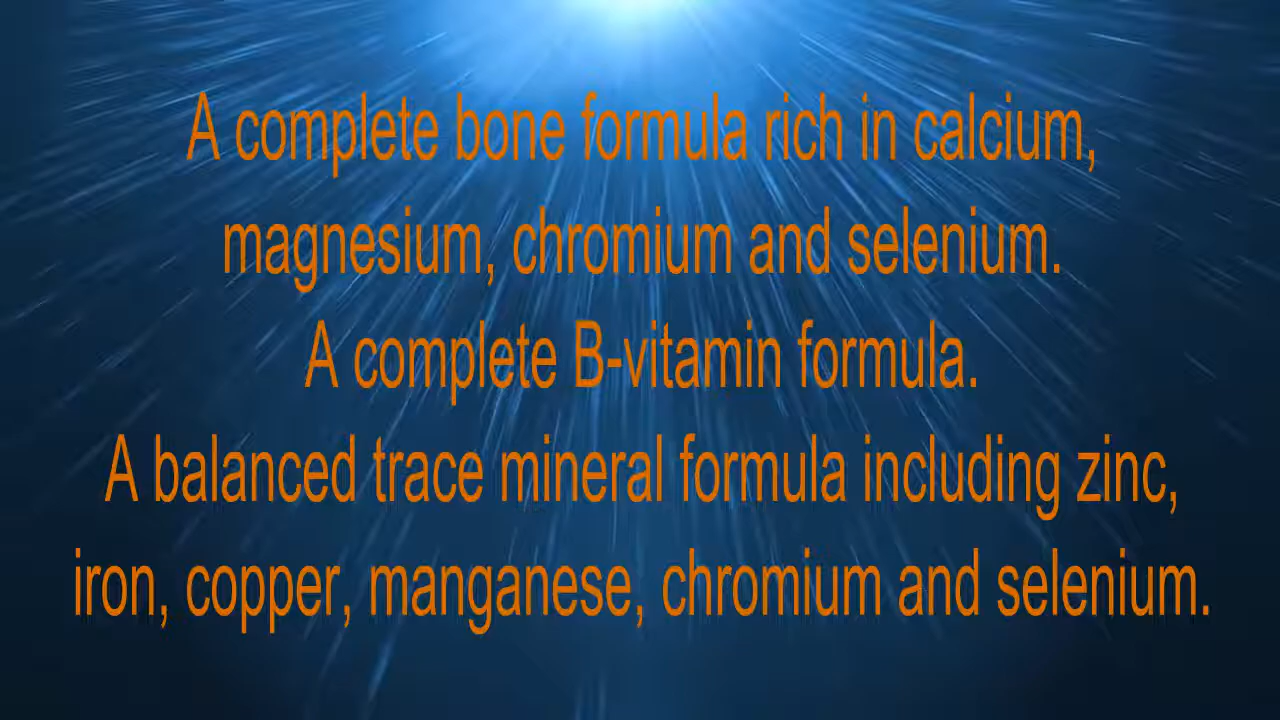 A complete bone formula rich in calcium,
magnesium, chromium and selenium.
A complete B-vitamin formula.
A balanced trace mineral formula including zinc,
iron, copper, manganese, chromium and selenium.